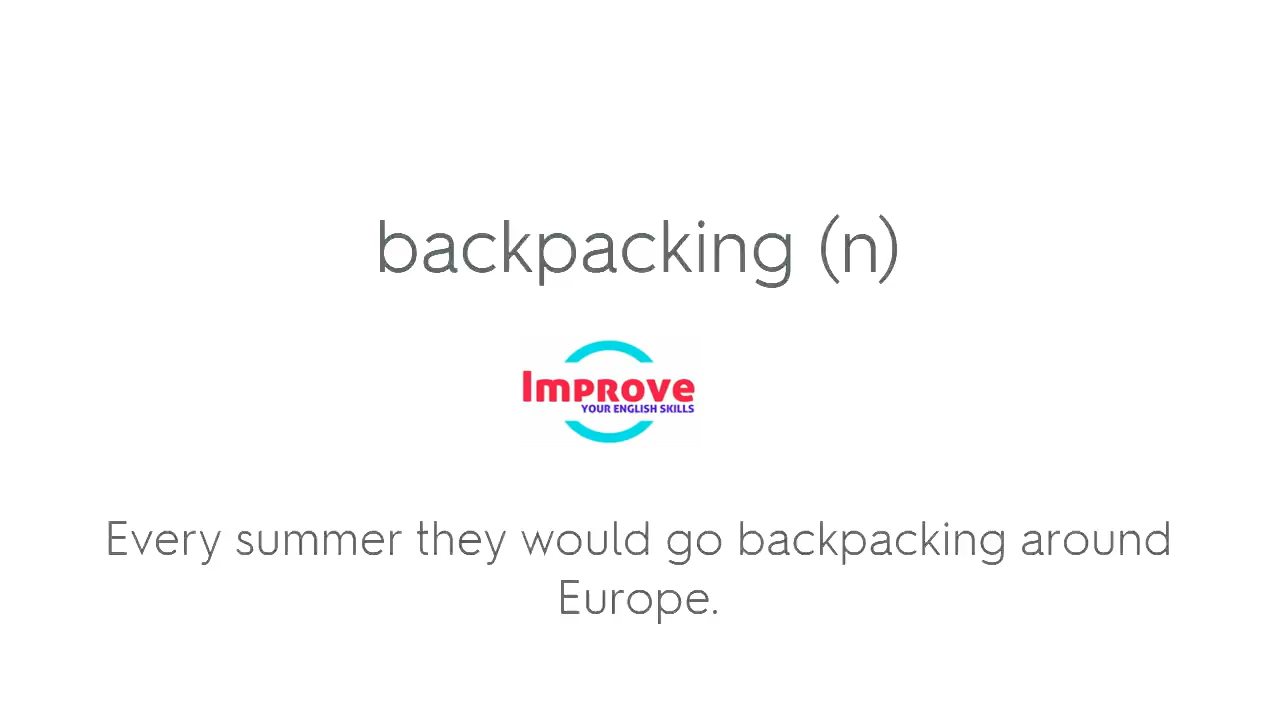 backpacking (n)
Improve
YOUR ENGLISH SKILLS
Every summer they would go backpacking around
Europe.